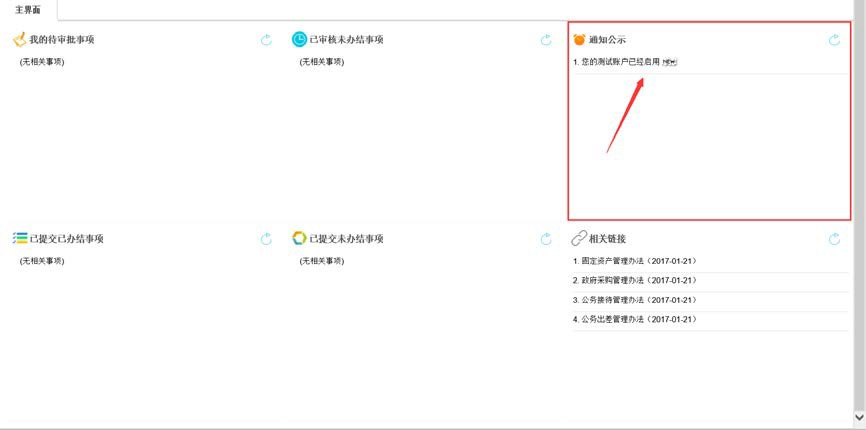 主界面
我的待审批事项
(无相关事项)
已审核未办结事项
(无相关事项)
通知公示
1. 您的测试账户已经启用 NEW
已提交已办结事项
(无相关事项)
已提交未办结事项
(无相关事项)
相关链接
1. 固定资产管理办法（2017-01-21）
2. 政府采购管理办法（2017-01-21）
3. 公务接待管理办法（2017-01-21）
4. 公务出差管理办法（2017-01-21）